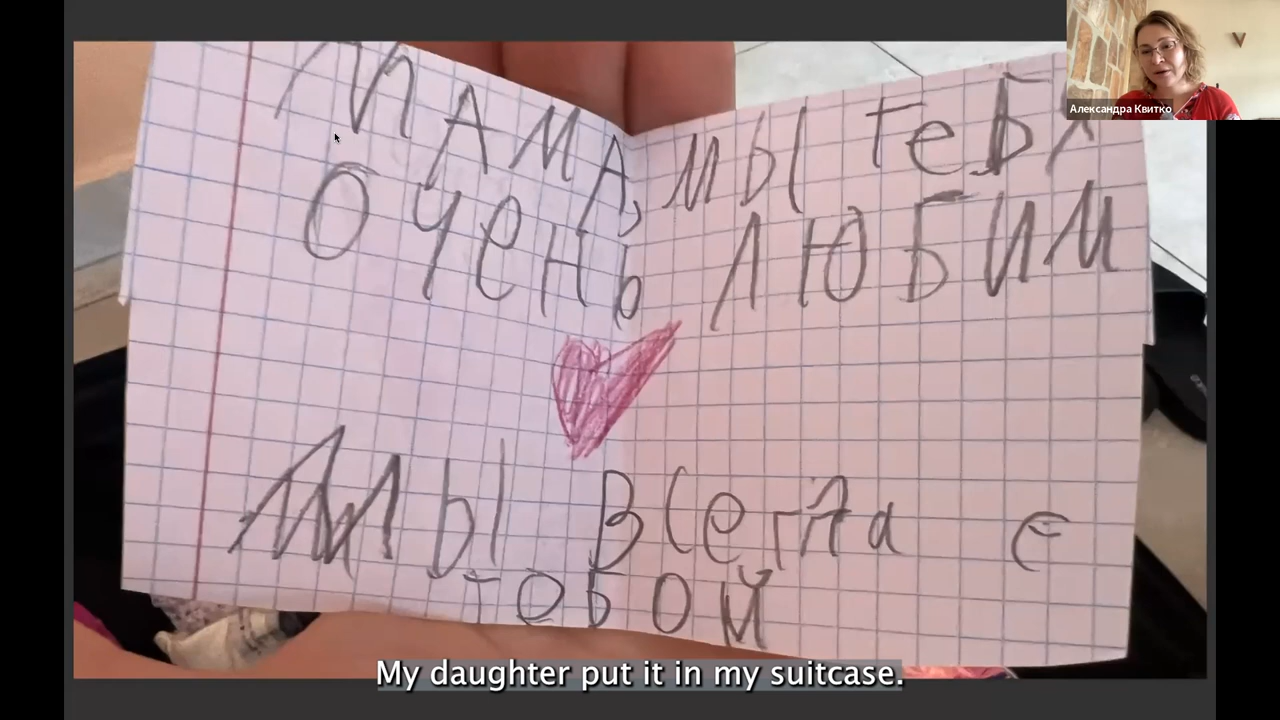 Александра Квитко
МАМА, МЫ ТЕБЯ
ОЧЕНЬ ЛЮБИМ
МЫ ВСеГДа с
ТОБОЙ
My daughter put it in my suitcase.